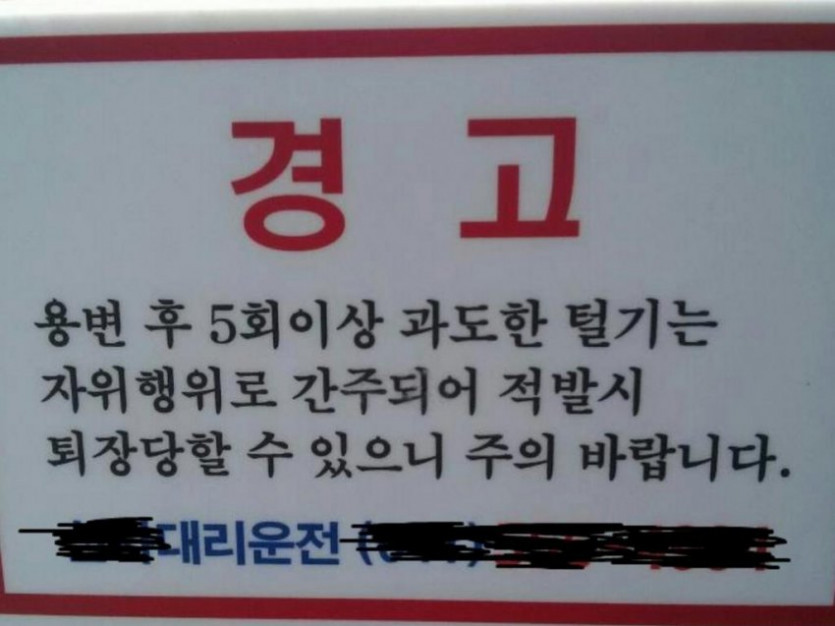 경 고
용변 후 5회이상 과도한 털기는
자위행위로 간주되어 적발시
퇴장당할 수 있으니 주의 바랍니다.
대리운전